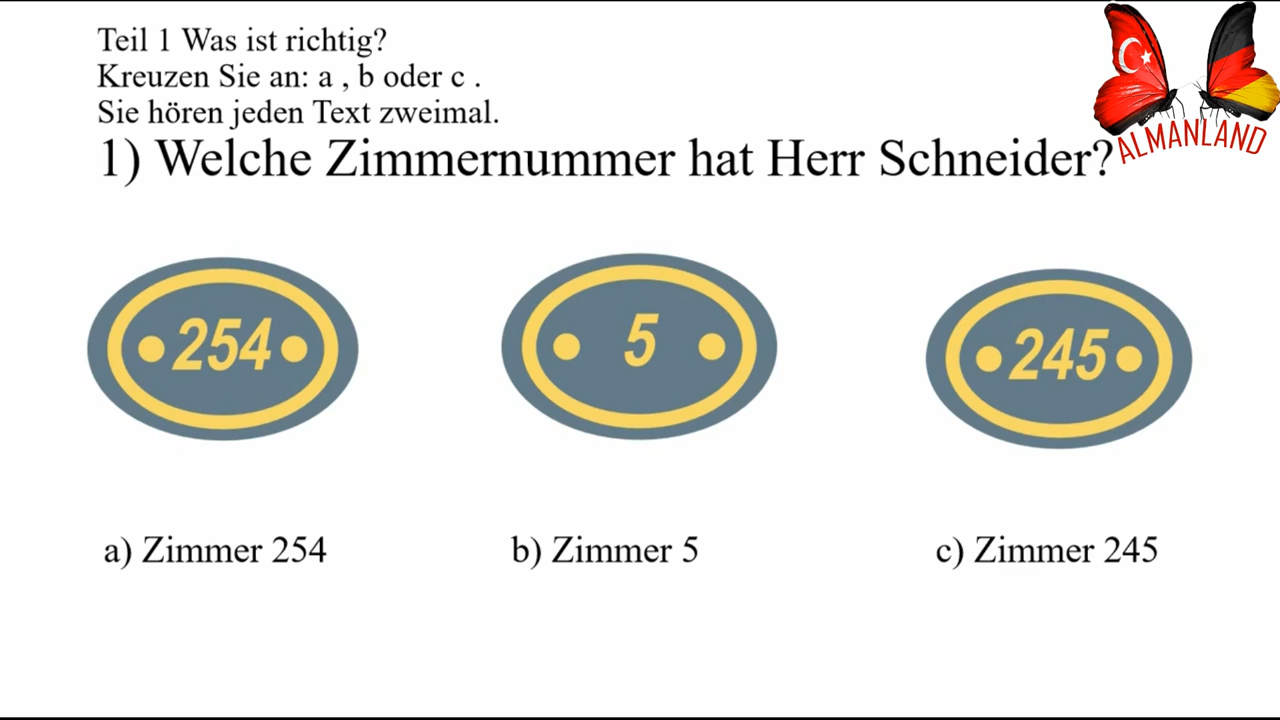 Teil 1 Was ist richtig?
Kreuzen Sie an: a , b oder c .
Sie hören jeden Text zweimal.
1) Welche Zimmernummer hat Herr Schneider?
ALMANLAND
254
5
245
a) Zimmer 254
b) Zimmer 5
c) Zimmer 245